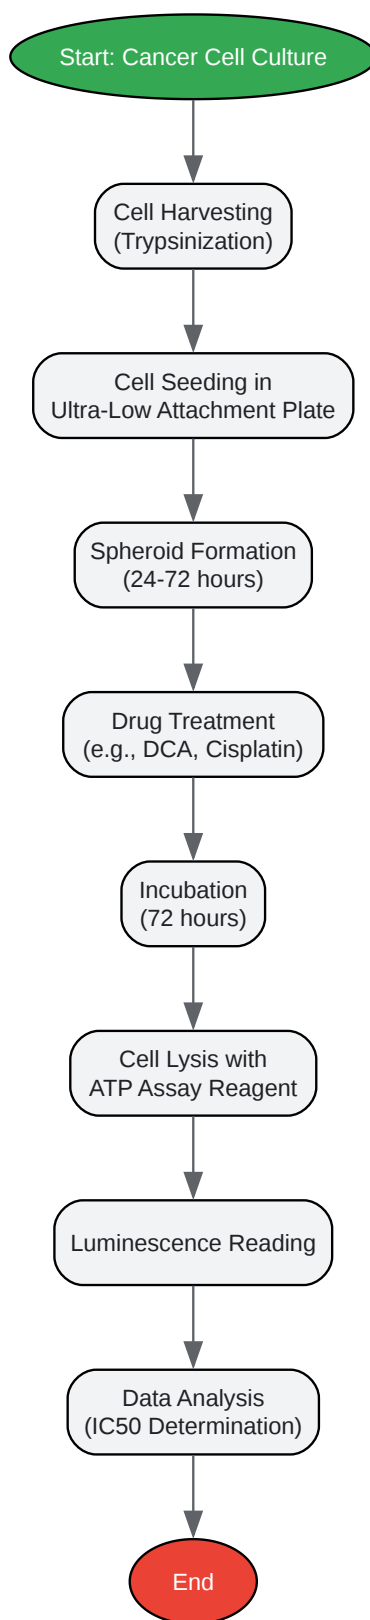 Start: Cancer Cell Culture
Cell Harvesting
(Trypsinization)
Cell Seeding in
Ultra-Low Attachment Plate
Spheroid Formation
(24-72 hours)
Drug Treatment
(e.g., DCA, Cisplatin)
Incubation
(72 hours)
Cell Lysis with
ATP Assay Reagent
Luminescence Reading
Data Analysis
(IC50 Determination)
End